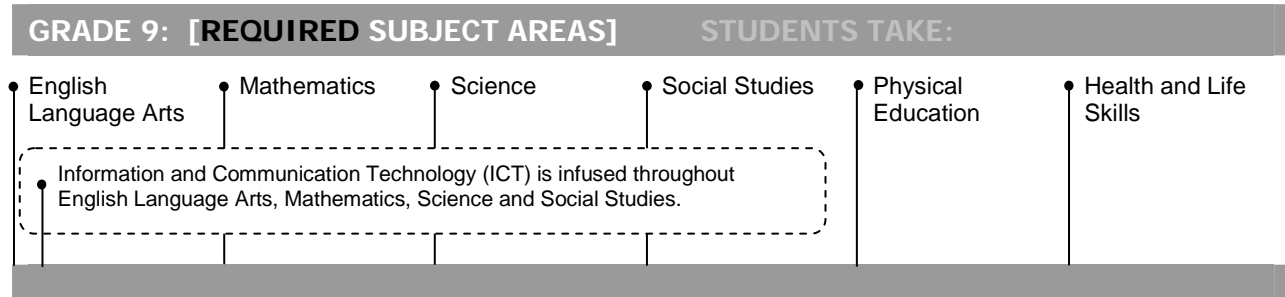 GRADE 9: [REQUIRED SUBJECT AREAS] STUDENTS TAKE:
English
Language Arts
Mathematics
Science
Social Studies
Physical
Education
Health and Life
Skills
Information and Communication Technology (ICT) is infused throughout
English Language Arts, Mathematics, Science and Social Studies.